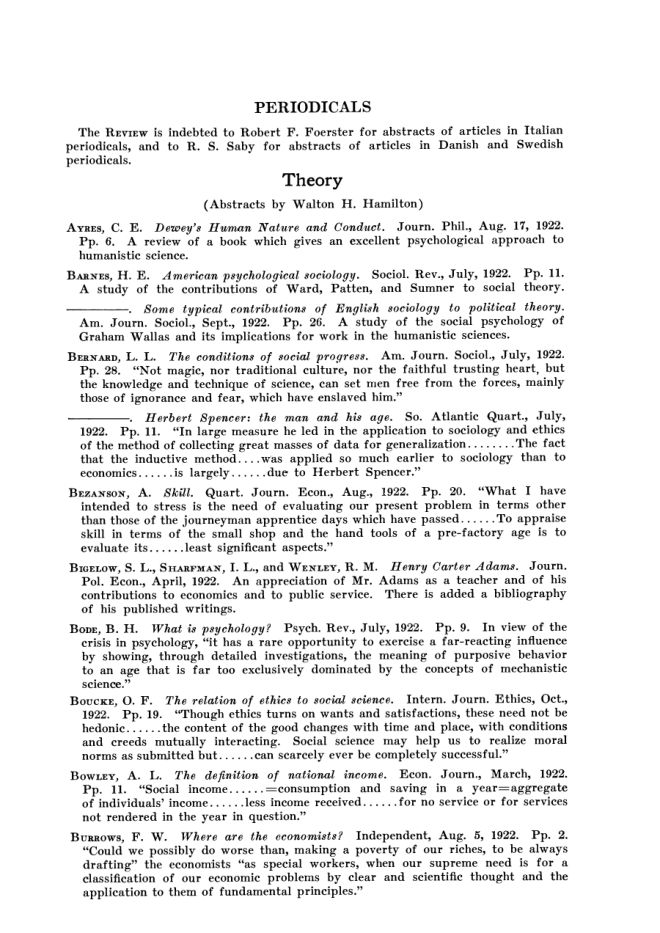 PERIODICALS
The Review is indebted to Robert F. Foerster for abstracts of articles in Italian
periodicals, and to R. S. Saby for abstracts of articles in Danish and Swedish
periodicals.
Theory
(Abstracts by Walton H. Hamilton)
Ayres, C. E. Dewey's Human Nature and Conduct. Journ. Phil., Aug. 17, 1922.
Pp. 6. A review of a book which gives an excellent psychological approach to
humanistic science.
Barnes, H. E. American psychological sociology. Sociol. Rev., July, 1922. Pp. 11.
A study of the contributions of Ward, Patten, and Sumner to social theory.
————. Some typical contributions of English sociology to political theory.
Am. Journ. Sociol., Sept., 1922. Pp. 26. A study of the social psychology of
Graham Wallas and its implications for work in the humanistic sciences.
Bernard, L. L. The conditions of social progress. Am. Journ. Sociol., July, 1922.
Pp. 28. “Not magic, nor traditional culture, nor the faithful trusting heart, but
the knowledge and technique of science, can set men free from the forces, mainly
those of ignorance and fear, which have enslaved him.”
————. Herbert Spencer: the man and his age. So. Atlantic Quart., July,
1922. Pp. 11. “In large measure he led in the application to sociology and ethics
of the method of collecting great masses of data for generalization........The fact
that the inductive method....was applied so much earlier to sociology than to
economics......is largely......due to Herbert Spencer.”
Bezanson, A. Skill. Quart. Journ. Econ., Aug., 1922. Pp. 20. “What I have
intended to stress is the need of evaluating our present problem in terms other
than those of the journeyman apprentice days which have passed......To appraise
skill in terms of the small shop and the hand tools of a pre-factory age is to
evaluate its......least significant aspects.”
Bigelow, S. L., Sharfman, I. L., and Wenley, R. M. Henry Carter Adams. Journ.
Pol. Econ., April, 1922. An appreciation of Mr. Adams as a teacher and of his
contributions to economics and to public service. There is added a bibliography
of his published writings.
Bode, B. H. What is psychology? Psych. Rev., July, 1922. Pp. 9. In view of the
crisis in psychology, “it has a rare opportunity to exercise a far-reacting influence
by showing, through detailed investigations, the meaning of purposive behavior
to an age that is far too exclusively dominated by the concepts of mechanistic
science.”
Boucke, O. F. The relation of ethics to social science. Intern. Journ. Ethics, Oct.,
1922. Pp. 19. “Though ethics turns on wants and satisfactions, these need not be
hedonic......the content of the good changes with time and place, with conditions
and creeds mutually interacting. Social science may help us to realize moral
norms as submitted but......can scarcely ever be completely successful.”
Bowley, A. L. The definition of national income. Econ. Journ., March, 1922.
Pp. 11. “Social income......=consumption and saving in a year=aggregate
of individuals' income......less income received......for no service or for services
not rendered in the year in question.”
Burrows, F. W. Where are the economists? Independent, Aug. 5, 1922. Pp. 2.
“Could we possibly do worse than, making a poverty of our riches, to be always
drafting” the economists “as special workers, when our supreme need is for a
classification of our economic problems by clear and scientific thought and the
application to them of fundamental principles.”